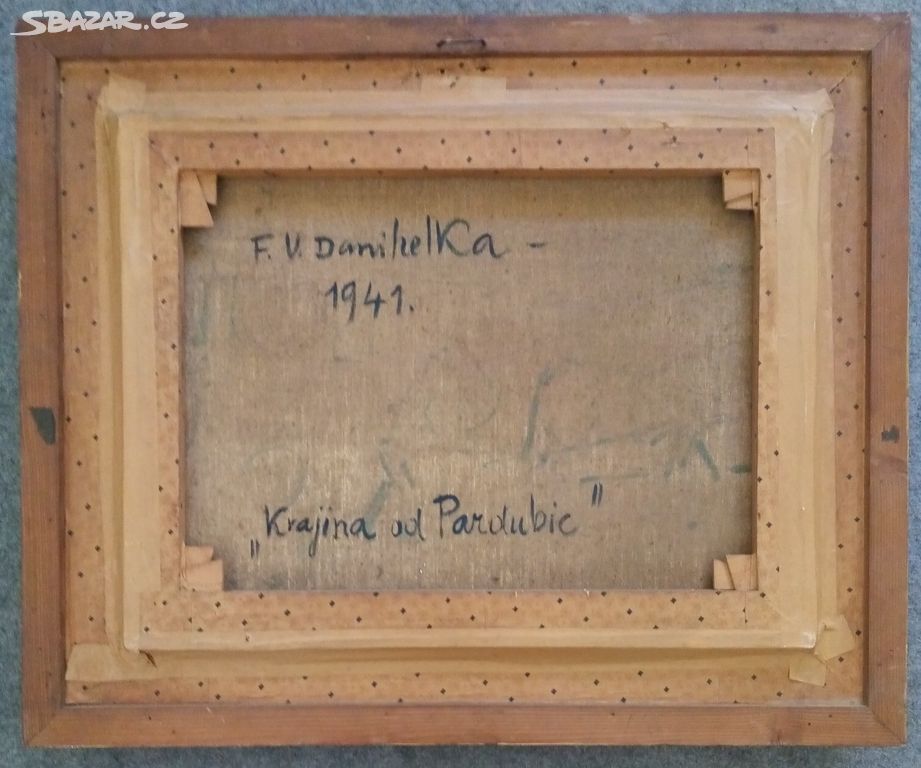 SBAZAR.CZ
F. V. Danihelka -
1941.
„Krajina od Pardubic"